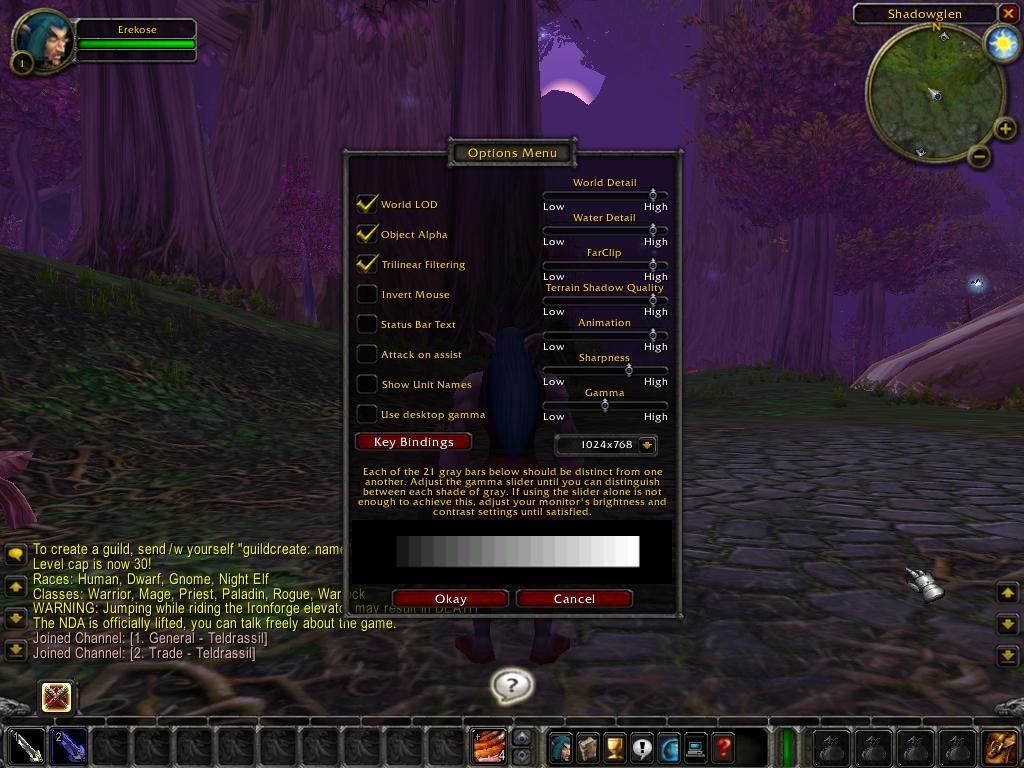 Erekose
1
Shadowglen
N
Options Menu
World LOD
Object Alpha
Trilinear Filtering
Invert Mouse
Status Bar Text
Attack on assist
Show Unit Names
Use desktop gamma
Key Bindings
World Detail
Low High
Water Detail
Low High
FarClip
Low High
Terrain Shadow Quality
Low High
Animation
Low High
Sharpness
Low High
Gamma
Low High
1024x768
Each of the 21 gray bars below should be distinct from one
another. Adjust the gamma slider until you can distinguish
between each shade of gray. If using the slider alone is not
enough to achieve this, adjust your monitor's brightness and
contrast settings until satisfied.
Okay
Cancel
To create a guild, send /w yourself "guildcreate:
Level cap is now 30!
Races: Human, Dwarf, Gnome, Night Elf
Classes: Warrior, Mage, Priest, Paladin, Rogue, Warlock
WARNING: Jumping while riding the Ironforge elevator may result in DEATH
The NDA is officially lifted, you can talk freely about the game.
Joined Channel: [1. General - Teldrassil]
Joined Channel: [2. Trade - Teldrassil]
?
1
2
4
!
?